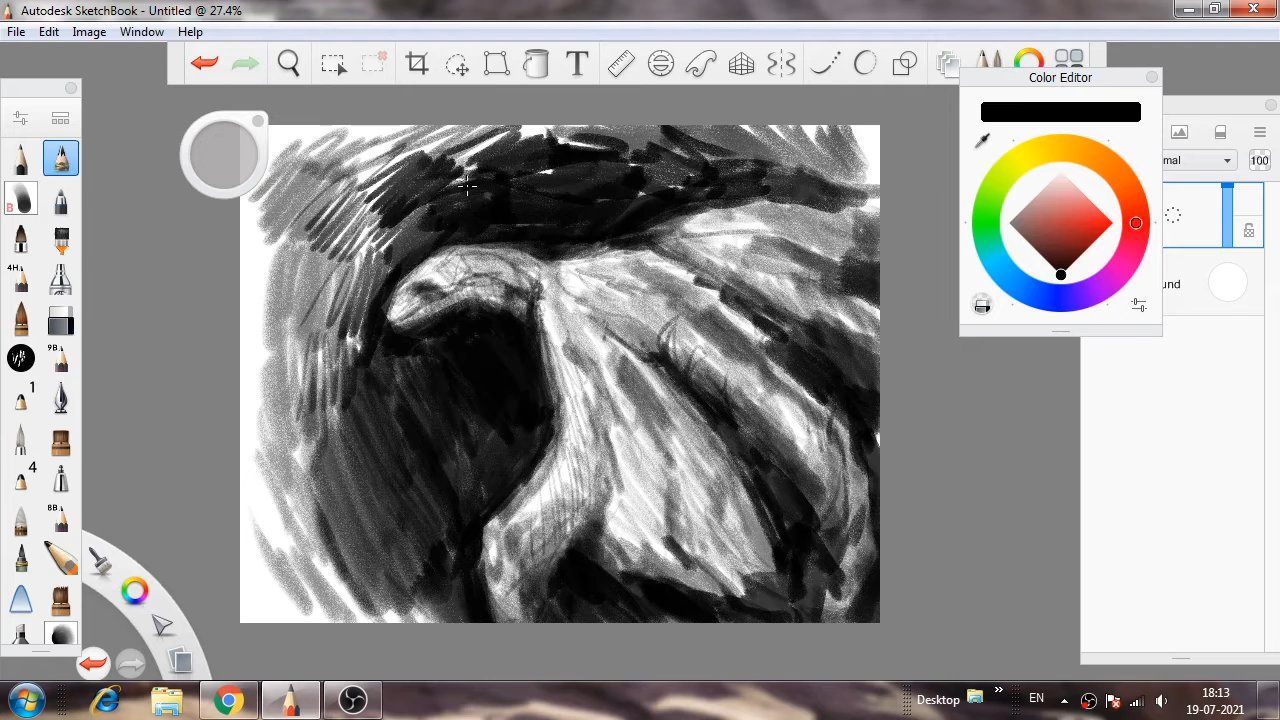 Autodesk SketchBook - Untitled @ 27.4%
File Edit Image Window Help
T
Color Editor
mal 100
B
und
4H
9B
1
4
8B
Desktop » EN 18:13
19-07-2021